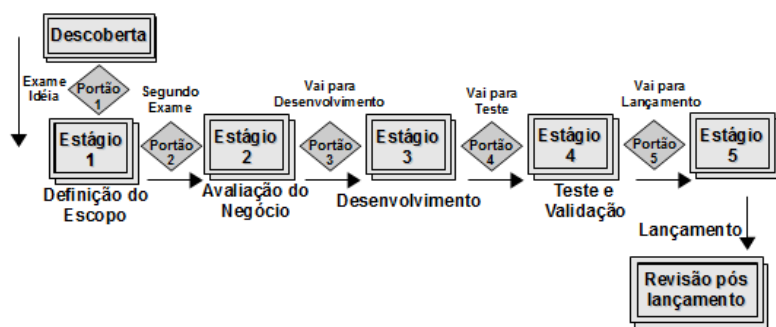 Descoberta
Exame
Idéia
Portão
1
Estágio
1
Definição do
Escopo
Segundo
Exame
Portão
2
Estágio
2
Avaliação do
Negócio
Vai para
Desenvolvimento
Portão
3
Estágio
3
Desenvolvimento
Vai para
Teste
Portão
4
Estágio
4
Teste e
Validação
Vai para
Lançamento
Portão
5
Estágio
5
Lançamento
Revisão pós
lançamento